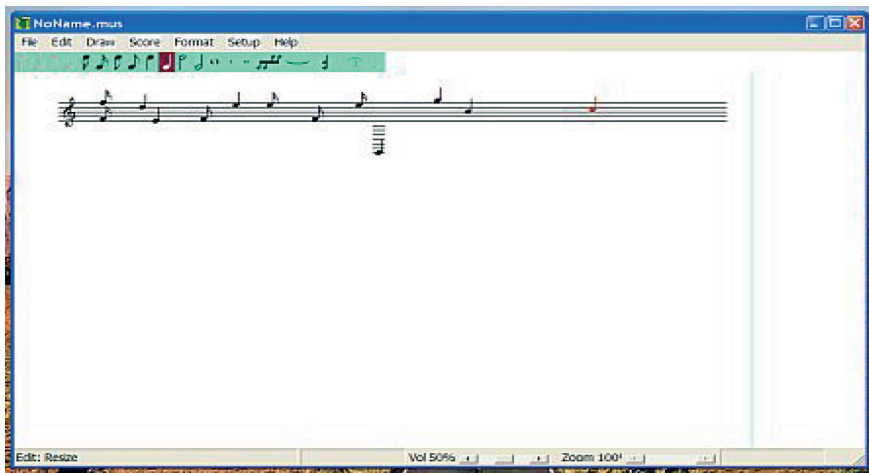 NoName.mus
File Edit Draw Score Format Setup Help
Edit: Resize Vol 50% Zoom 100%